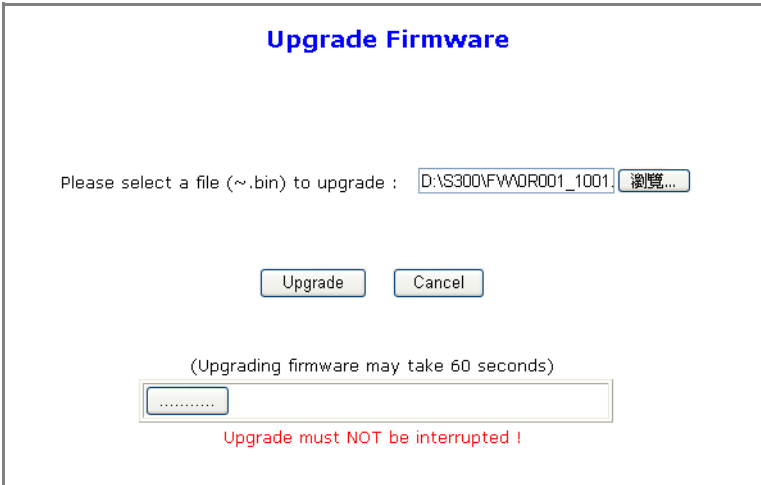 Upgrade Firmware
Please select a file (~.bin) to upgrade : D:\S300\FW\0R001_1001. 瀏覽...
Upgrade Cancel
(Upgrading firmware may take 60 seconds)
...........
Upgrade must NOT be interrupted !